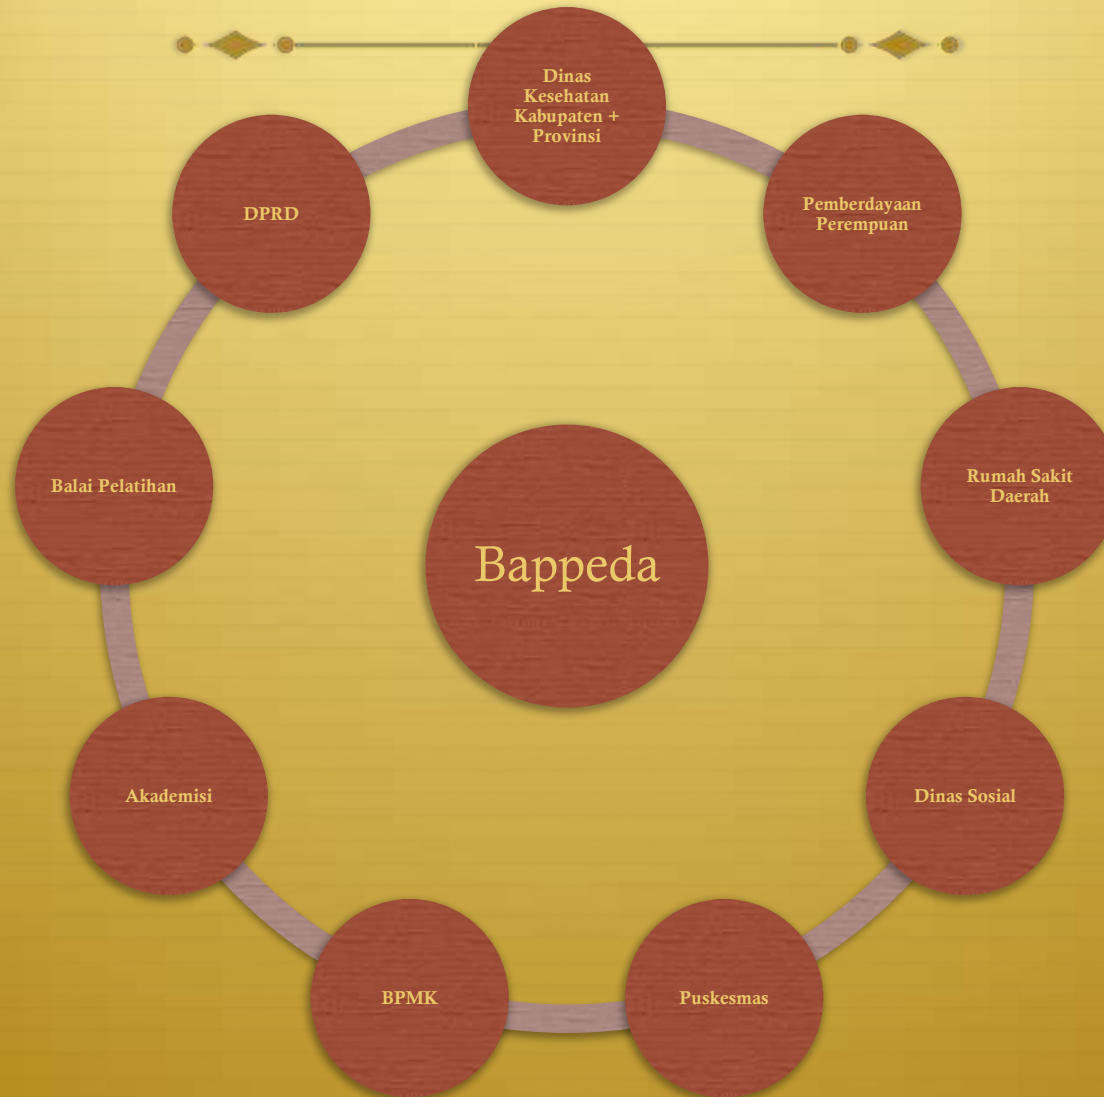 Dinas
Kesehatan
Kabupaten +
Provinsi
DPRD
Pemberdayaan
Perempuan
Balai Pelatihan
Rumah Sakit
Daerah
Bappeda
Akademisi
Dinas Sosial
BPMK
Puskesmas